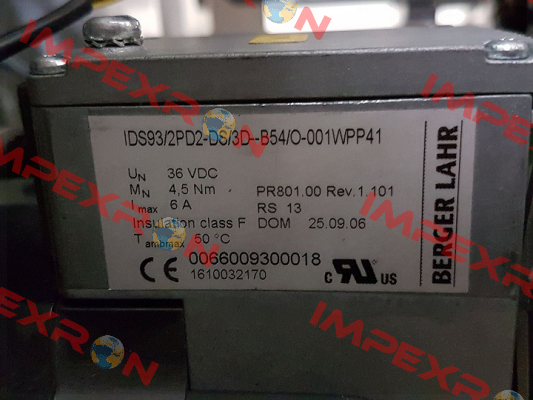 IDS93/2PD2-DS/3D--B54/O-001WPP41
UN 36 VDC
MN 4,5 Nm PR801.00 Rev.1.101
Imax 6 A RS 13
Insulation class F DOM 25.09.06
Tambmax 50 °C
CE 0066009300018
1610032170
c RU US
BERGER LAHR
IMPEXRON
IMPEXRON
IMPEXRON
IMPEXRON
IMPEXRON